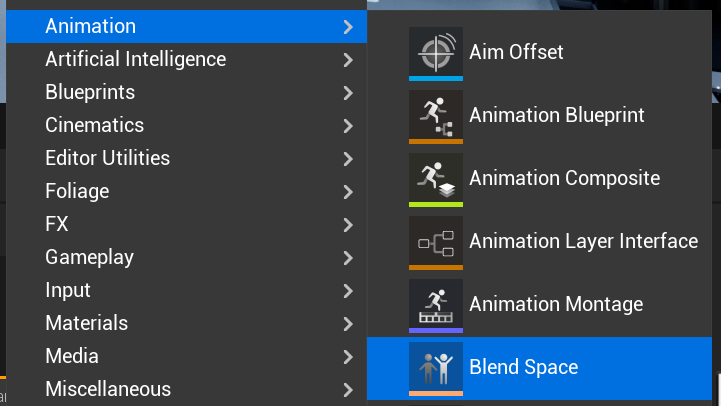 Animation
Artificial Intelligence
Blueprints
Cinematics
Editor Utilities
Foliage
FX
Gameplay
Input
Materials
Media
Miscellaneous
Aim Offset
Animation Blueprint
Animation Composite
Animation Layer Interface
Animation Montage
Blend Space